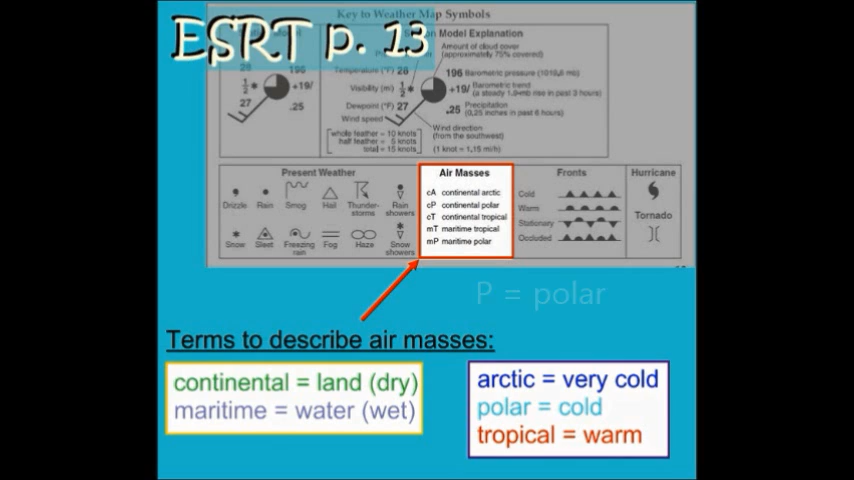 Key to Weather Map Symbols
ESRT p. 13
Station Model Explanation
Amount of cloud cover
(approximately 75% covered)
28
196
1/2
+19/
27
.25
Temperature (°F) 28
Visibility (m) 1/2
Dewpoint (°F) 27
Wind speed
whole feather = 10 knots
half feather = 5 knots
total = 15 knots
196 Barometric pressure (1019.6 mb)
+19/ Barometric trend
(a steady 1.9-mb rise in past 3 hours)
.25 Precipitation
(0.25 inches in past 6 hours)
Wind direction
(from the southwest)
(1 knot = 1.15 mi/h)
Present Weather
Drizzle Rain Smog Hail Thunder-storms Rain showers
Snow Sleet Freezing rain Fog Haze Snow showers
Air Masses
cA continental arctic
cP continental polar
cT continental tropical
mT maritime tropical
mP maritime polar
Fronts
Cold
Warm
Stationary
Occluded
Hurricane
Tornado
P = polar
Terms to describe air masses:
continental = land (dry)
maritime = water (wet)
arctic = very cold
polar = cold
tropical = warm